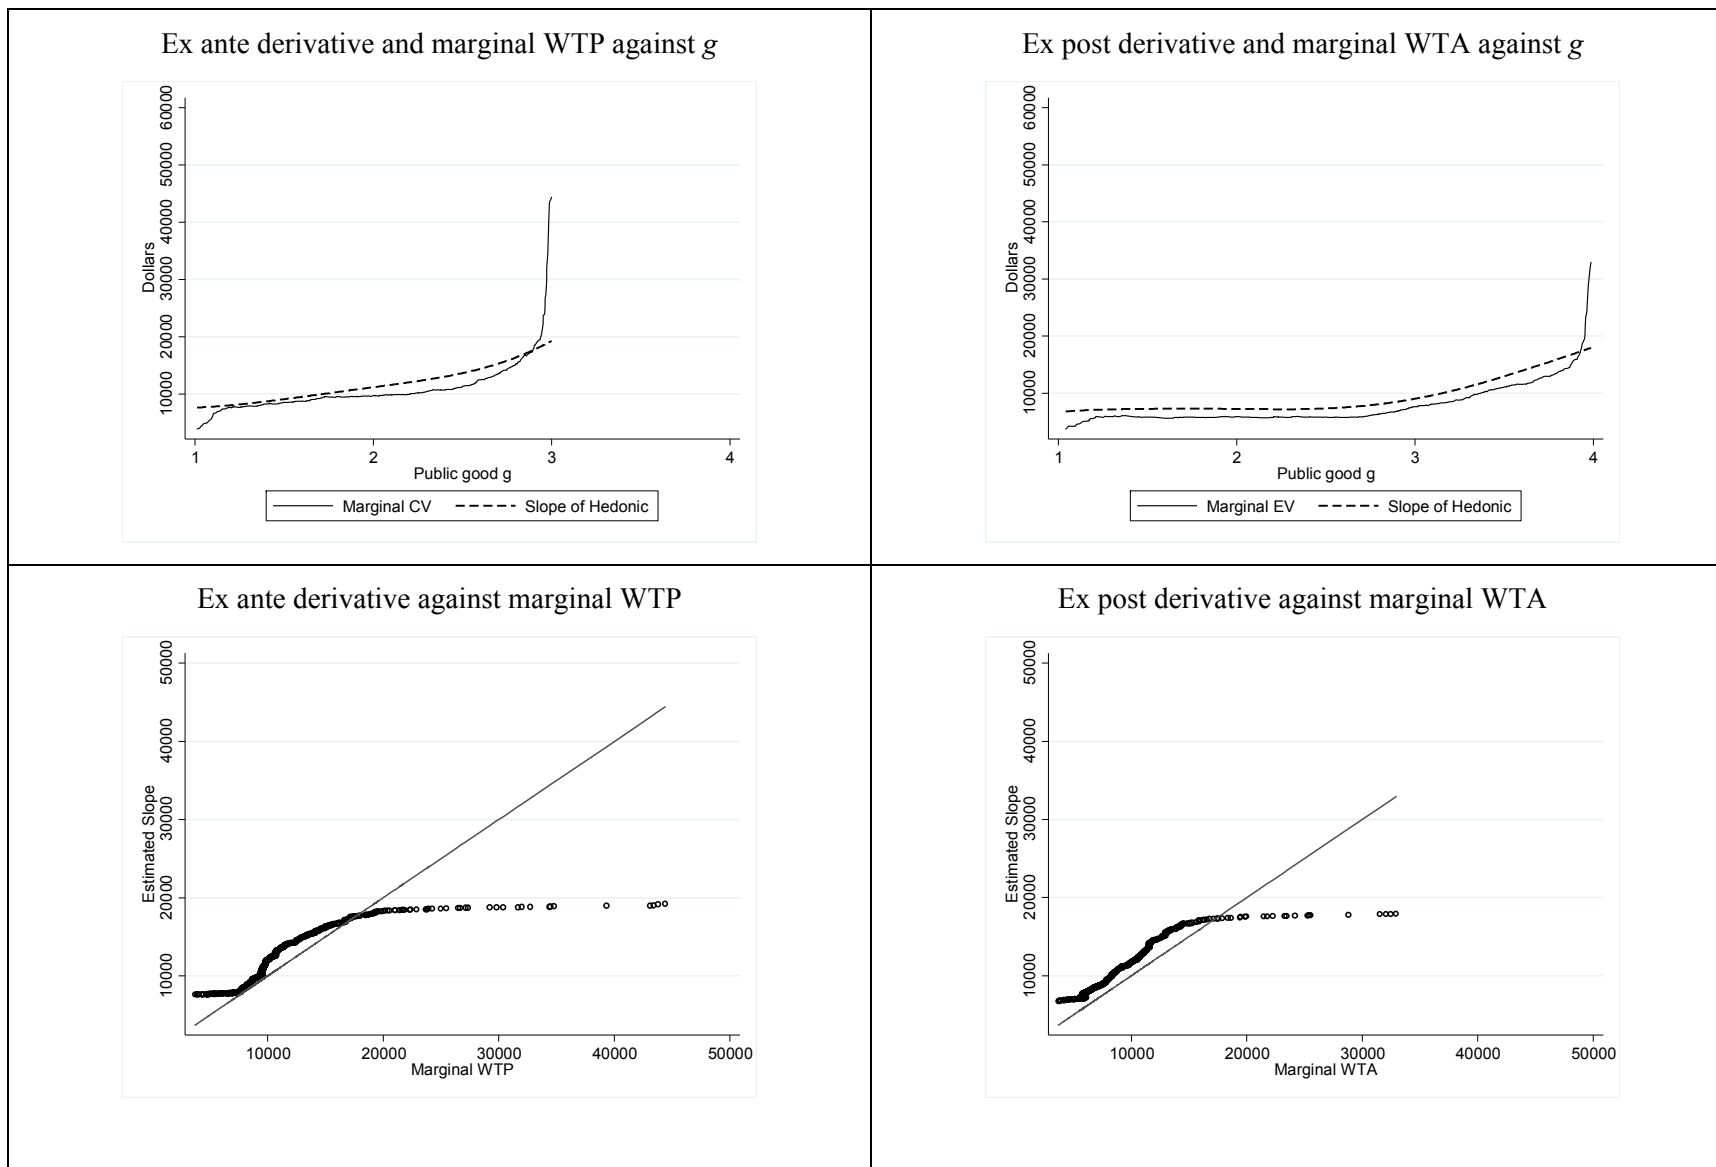 Ex ante derivative and marginal WTP against g
60000
50000
40000
30000
20000
10000
Dollars
1 2 3 4
Public good g
Marginal CV Slope of Hedonic
Ex post derivative and marginal WTA against g
60000
50000
40000
30000
20000
10000
Dollars
1 2 3 4
Public good g
Marginal EV Slope of Hedonic
Ex ante derivative against marginal WTP
50000
40000
30000
20000
10000
Estimated Slope
10000 20000 30000 40000 50000
Marginal WTP
Ex post derivative against marginal WTA
50000
40000
30000
20000
10000
Estimated Slope
10000 20000 30000 40000 50000
Marginal WTA